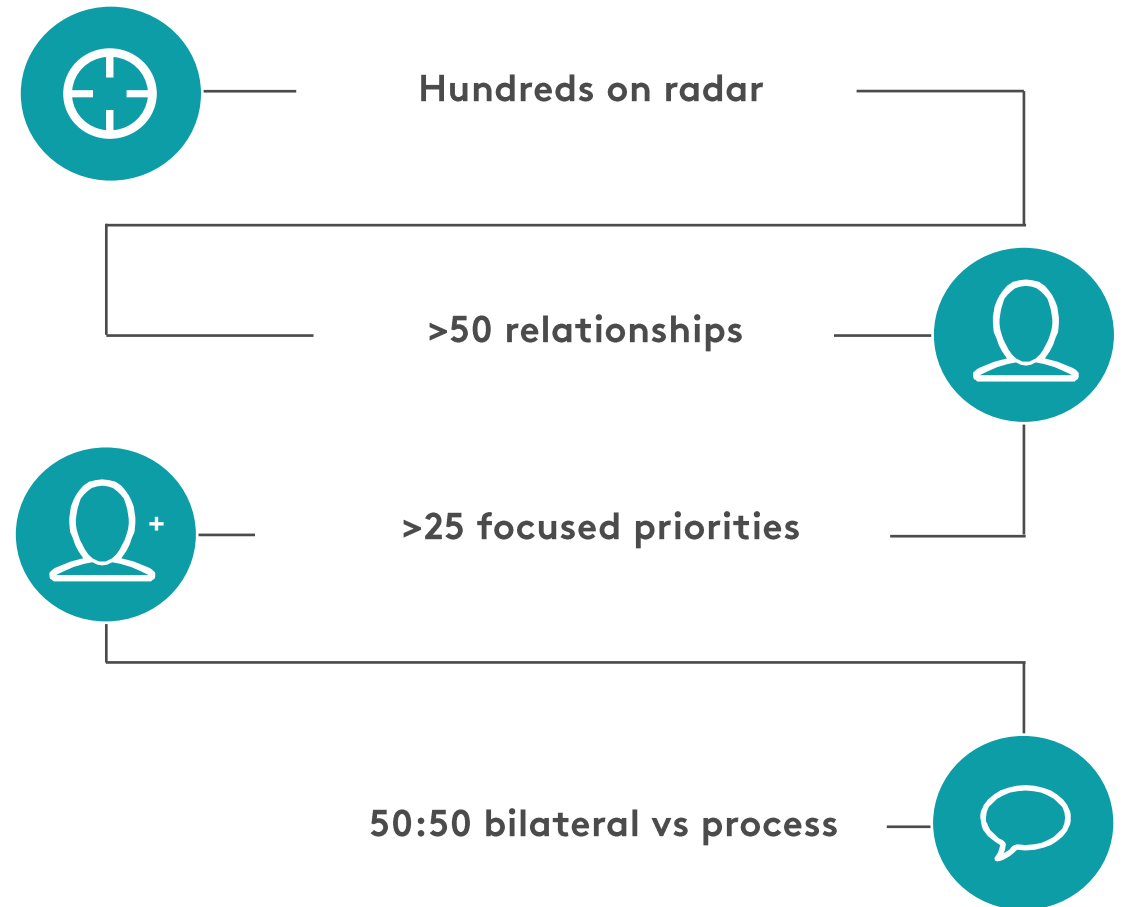 Hundreds on radar
>50 relationships
>25 focused priorities
50:50 bilateral vs process